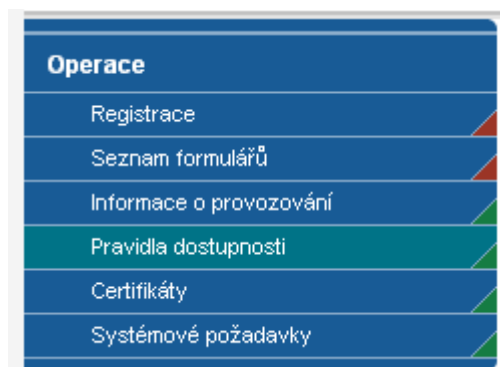 Operace
Registrace
Seznam formulářů
Informace o provozování
Pravidla dostupnosti
Certifikáty
Systémové požadavky